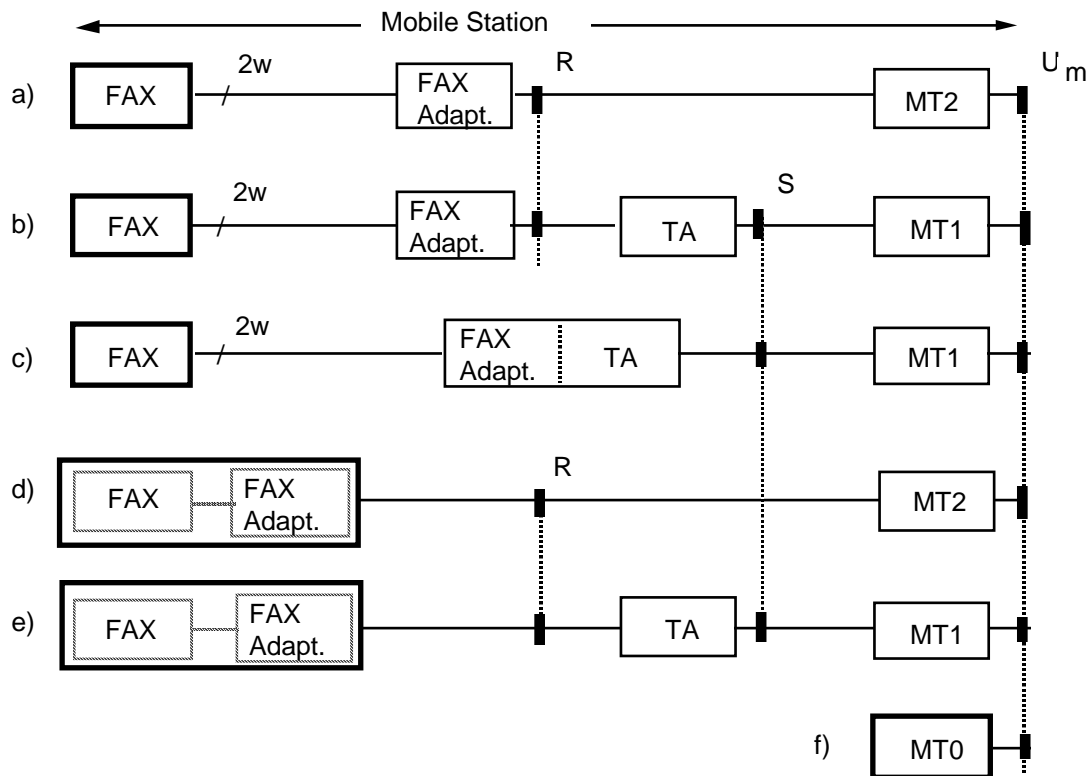 Mobile Station
R
U
m
a)
FAX
2w
FAX
Adapt.
MT2
S
b)
FAX
2w
FAX
Adapt.
TA
MT1
c)
FAX
2w
FAX
Adapt.
TA
MT1
R
d)
FAX
FAX
Adapt.
MT2
e)
FAX
FAX
Adapt.
TA
MT1
f)
MT0